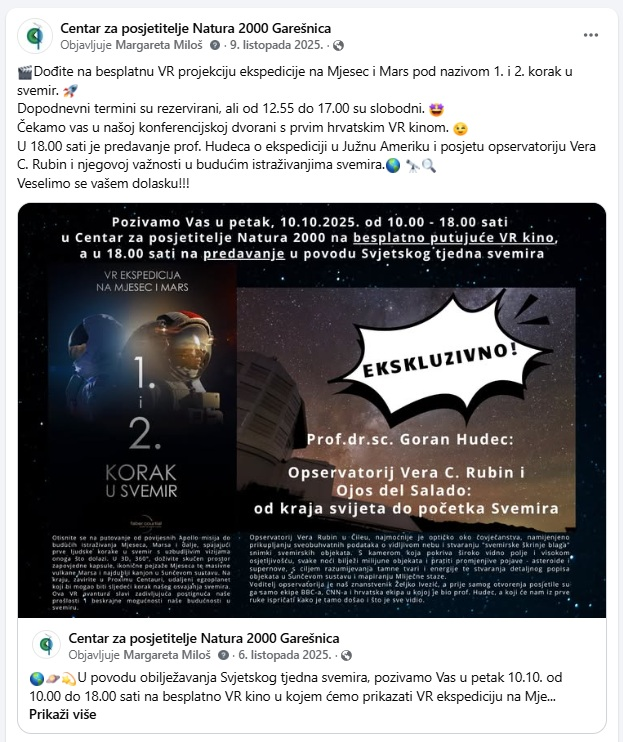 Centar za posjetitelje Natura 2000 Garešnica
Objavljuje Margareta Miloš · 9. listopada 2025. ·
🎬Dođite na besplatnu VR projekciju ekspedicije na Mjesec i Mars pod nazivom 1. i 2. korak u
svemir. 🚀
Dopodnevni termini su rezervirani, ali od 12.55 do 17.00 su slobodni. 🤩
Čekamo vas u našoj konferencijskoj dvorani s prvim hrvatskim VR kinom. 😉
U 18.00 sati je predavanje prof. Hudeca o ekspediciji u Južnu Ameriku i posjetu opservatoriju Vera
C. Rubin i njegovoj važnosti u budućim istraživanjima svemira.🌎 🔭🔍
Veselimo se vašem dolasku!!!
Pozivamo Vas u petak, 10.10.2025. od 10.00 - 18.00 sati
u Centar za posjetitelje Natura 2000 na besplatno putujuće VR kino,
a u 18.00 sati na predavanje u povodu Svjetskog tjedna svemira
VR EKSPEDICIJA
NA MJESEC I MARS
1.
i
2.
KORAK
U SVEMIR
EKSKLUZIVNO!
Prof.dr.sc. Goran Hudec:
Opservatorij Vera C. Rubin i
Ojos del Salado:
od kraja svijeta do početka Svemira
Otisnite se na putovanje od povijesnih Apollo-misija do
budućih istraživanja Mjeseca, Marsa i dalje, spajajući
prve ljudske korake u svemir s uzbudljivim vizijama
onoga što dolazi. U 3D, 360°, doživite skučen prostor
zapovjedne kapsule, ikonične pejzaže Mjeseca te masivne
vulkane Marsa i najdublji kanjon u Sunčevom sustavu. Na
kraju, zavirite u Proximu Centauri, udaljeni egzoplanet
koji bi mogao biti sljedeći korak našeg osvajanja svemira.
Ova VR avantura slavi zadivljujuća postignuća naše
prošlosti i beskrajne mogućnosti naše budućnosti u
svemiru.
Opservatorij Vera Rubin u Čileu, najmoćnije je optičko oko čovječanstva, namijenjeno
prikupljanju sveobuhvatnih podataka o vidljivom nebu i stvaranju "svemirske škrinje blaga"
snimki svemirskih objekata. S kamerom koja pokriva široko vidno polje i visokom
osjetljivošću, svake noći bilježi milijune objekata i pratiti promjenjive pojave - asteroide i
supernove, s ciljem razumijevanja tamne tvari i energije te stvaranja detaljnog popisa
objekata u Sunčevom sustavu i mapiranju Mliječne staze.
Voditelj opservatorija je naš znanstvenik Željko Ivezić, a prije samog otvorenja posjetile su
ga samo ekipe BBC-a, CNN-a i hrvatska ekipa u kojoj je bio prof. Hudec, a koji će nam iz prve
ruke ispričati kako je tamo došao i što je sve vidio.
Centar za posjetitelje Natura 2000 Garešnica
Objavljuje Margareta Miloš · 6. listopada 2025. ·
🌎🪐💫U povodu obilježavanja Svjetskog tjedna svemira, pozivamo Vas u petak 10.10. od
10.00 do 18.00 sati na besplatno VR kino u kojem ćemo prikazati VR ekspediciju na Mje...
Prikaži više